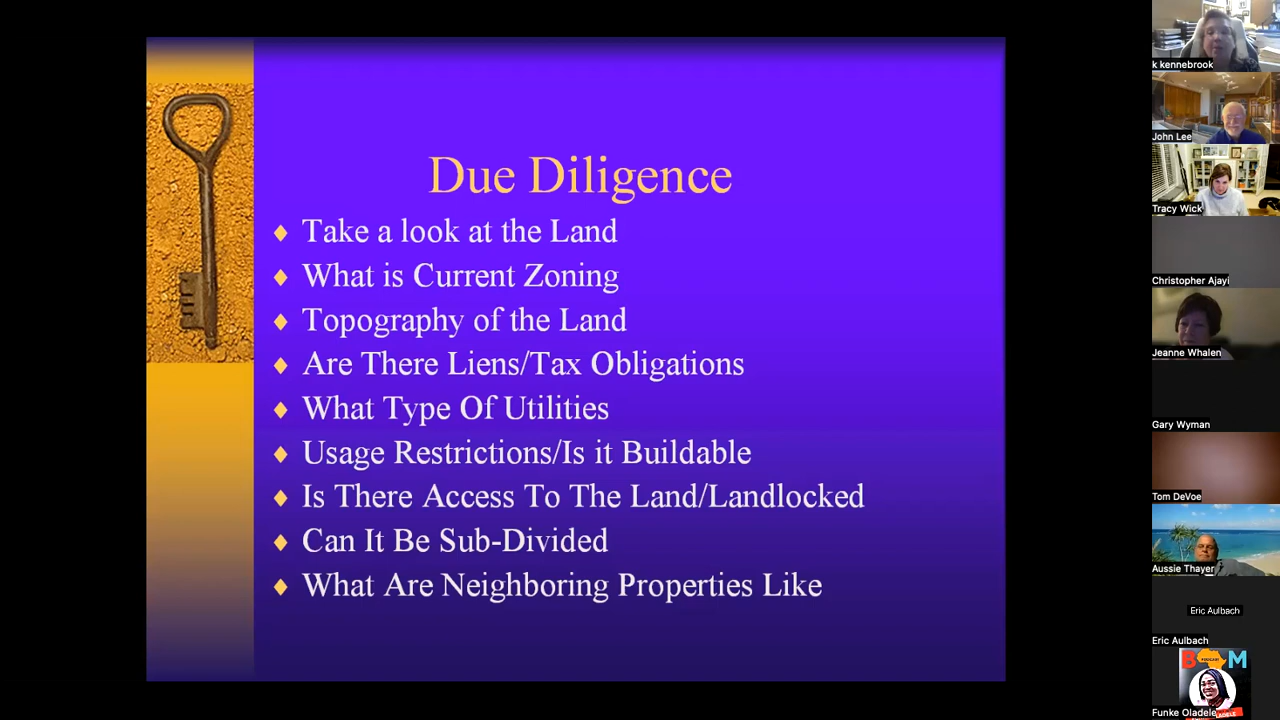 Due Diligence
Take a look at the Land
What is Current Zoning
Topography of the Land
Are There Liens/Tax Obligations
What Type Of Utilities
Usage Restrictions/Is it Buildable
Is There Access To The Land/Landlocked
Can It Be Sub-Divided
What Are Neighboring Properties Like
k kennebrook
John Lee
Tracy Wick
Christopher Ajayi
Jeanne Whalen
Gary Wyman
Tom DeVoe
Aussie Thayer
Eric Aulbach
Eric Aulbach
PODCAST
Funke Oladele